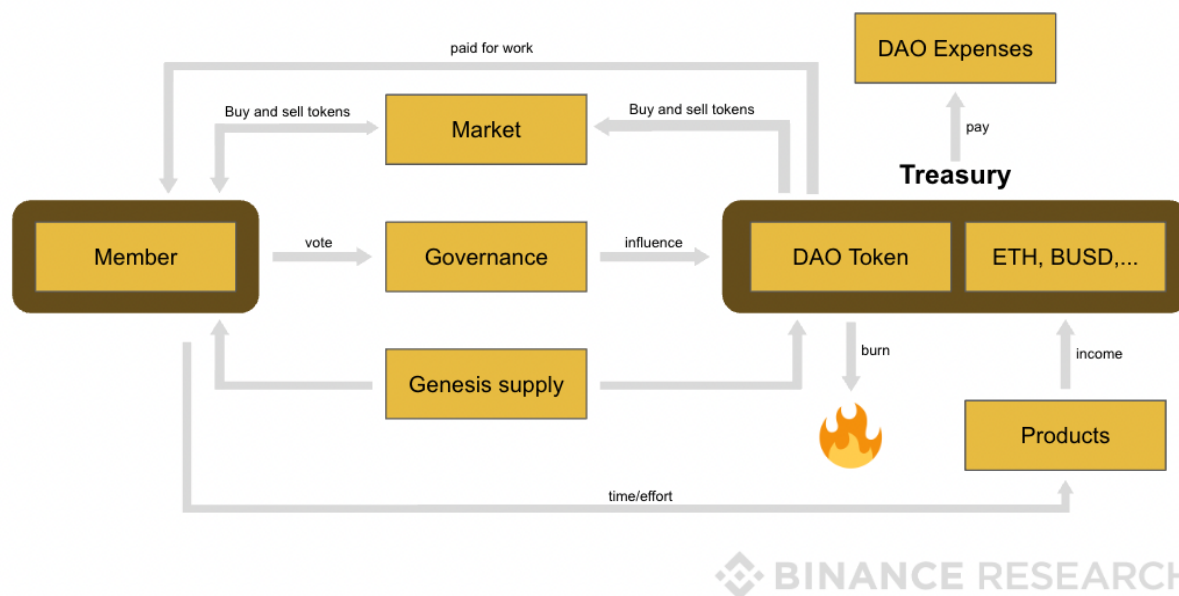 DAO Expenses
paid for work
Buy and sell tokens
Market
Buy and sell tokens
pay
Treasury
Member
vote
Governance
influence
DAO Token
ETH, BUSD,...
Genesis supply
burn
income
Products
time/effort
BINANCE RESEARCH